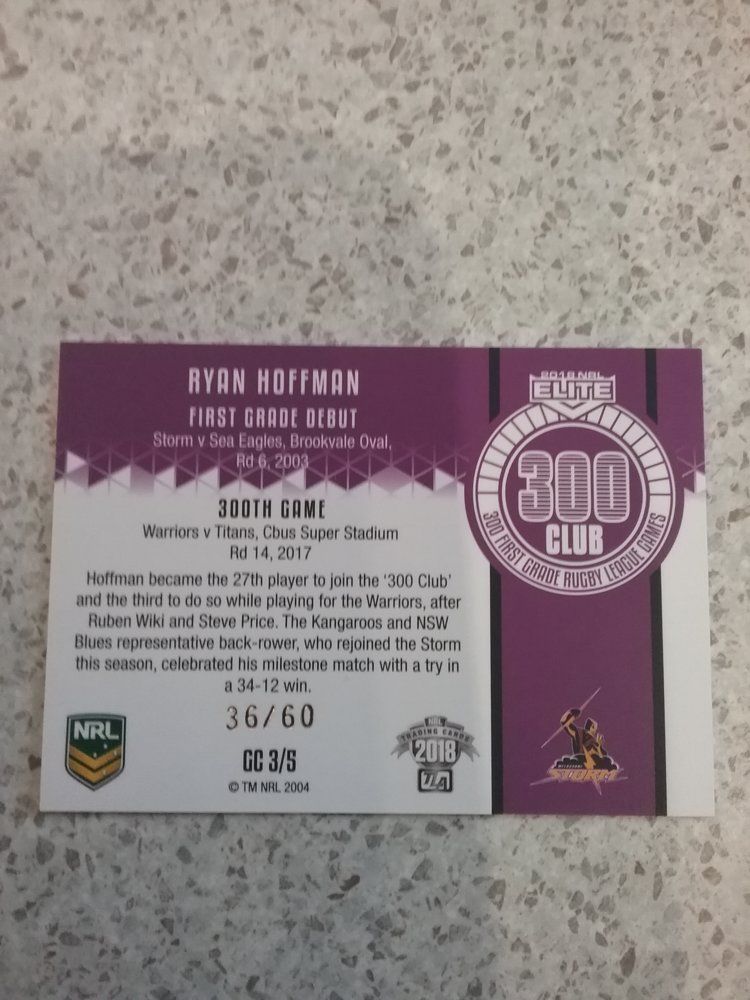 RYAN HOFFMAN
FIRST GRADE DEBUT
Storm v Sea Eagles, Brookvale Oval,
Rd 6, 2003
300TH GAME
Warriors v Titans, Cbus Super Stadium
Rd 14, 2017
Hoffman became the 27th player to join the '300 Club'
and the third to do so while playing for the Warriors, after
Ruben Wiki and Steve Price. The Kangaroos and NSW
Blues representative back-rower, who rejoined the Storm
this season, celebrated his milestone match with a try in
a 34-12 win.
36/60
GC 3/5
© TM NRL 2004
NRL
NRL
TRADING CARDS
2018
TLA
2018 NRL
ELITE
300
CLUB
300 FIRST GRADE RUGBY LEAGUE GAMES
MELBOURNE
STORM